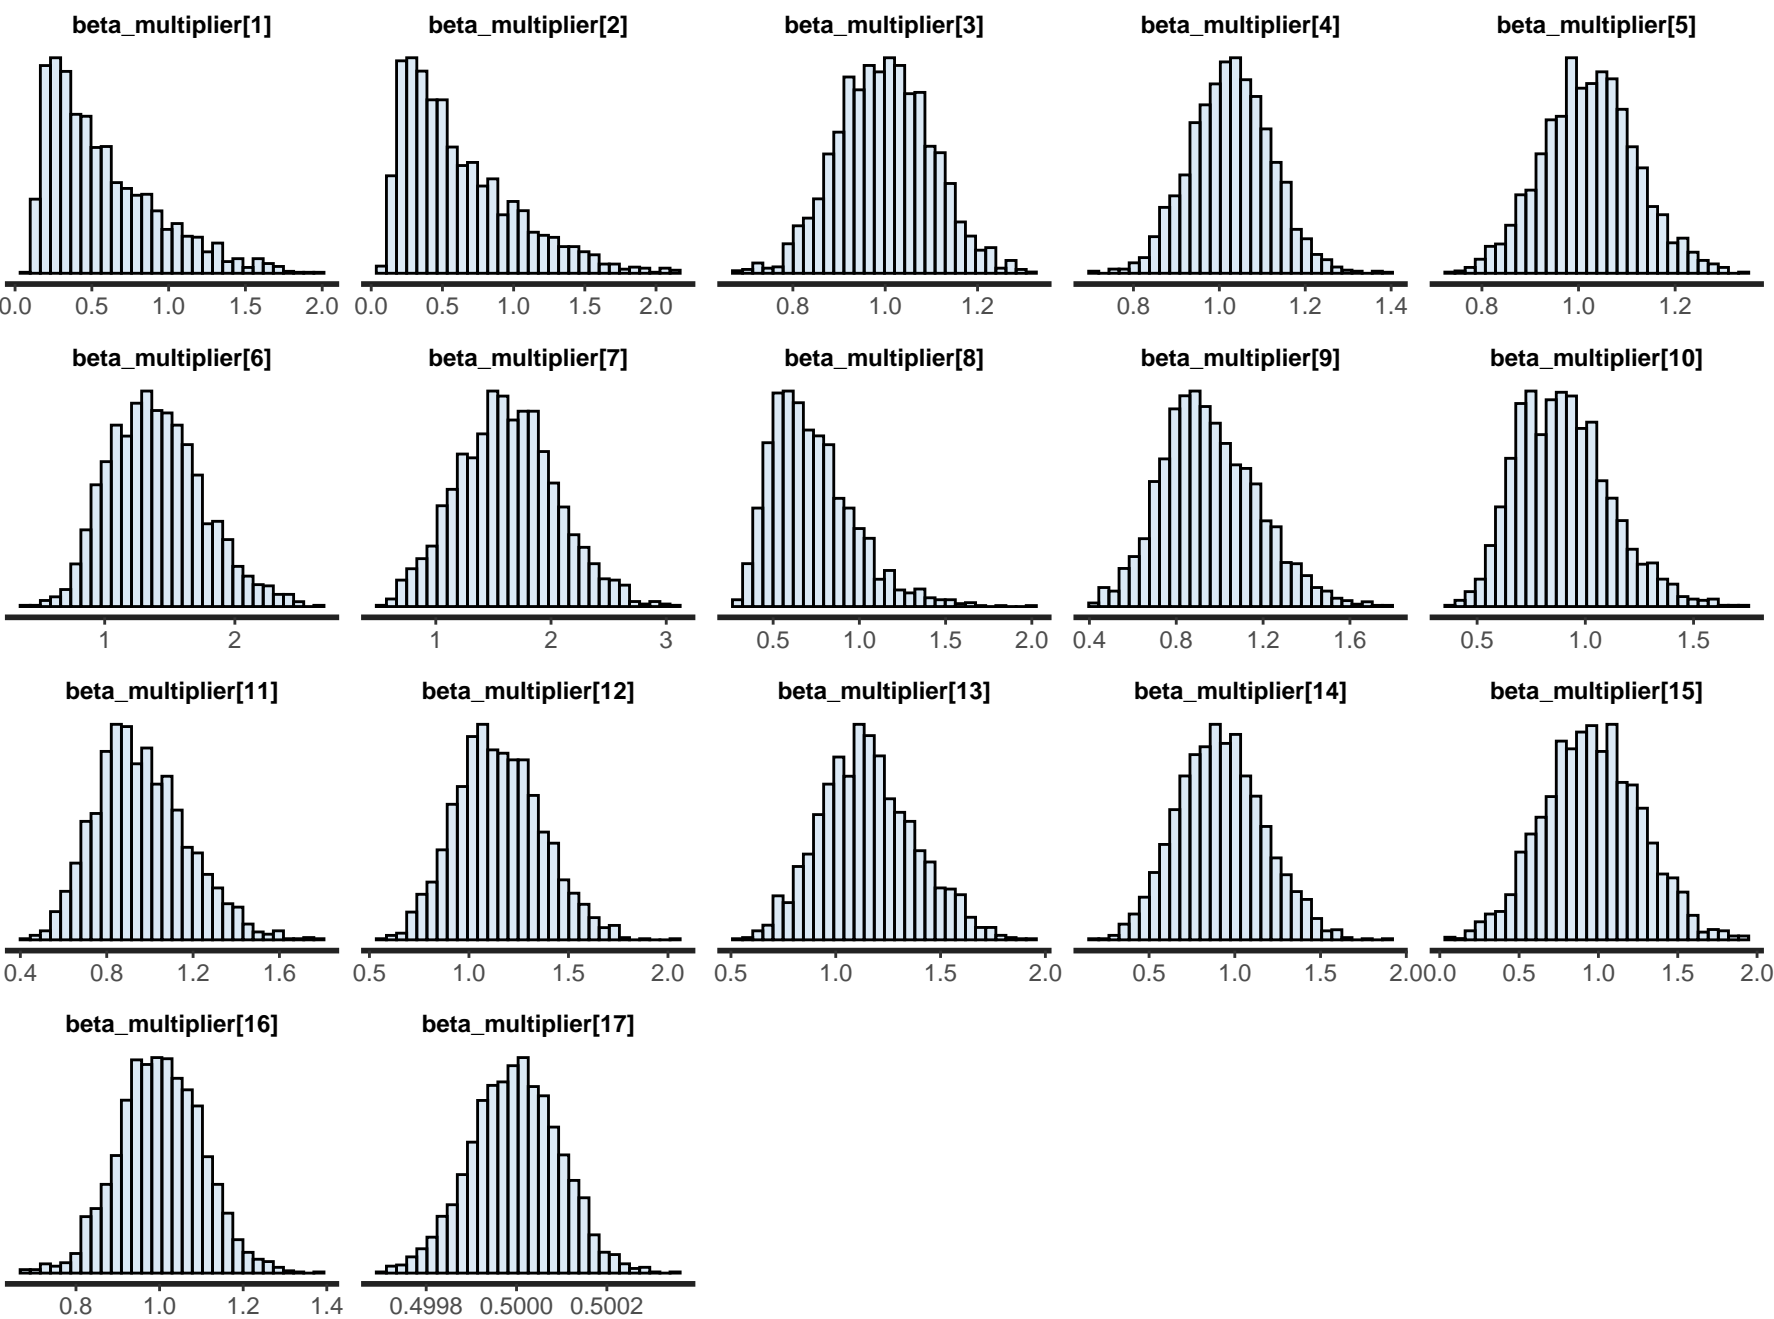 beta_multiplier[1] beta_multiplier[2] beta_multiplier[3] beta_multiplier[4] beta_multiplier[5]
0.0 0.5 1.0 1.5 2.0 0.0 0.5 1.0 1.5 2.0 0.8 1.0 1.2 0.8 1.0 1.2 1.4 0.8 1.0 1.2
beta_multiplier[6] beta_multiplier[7] beta_multiplier[8] beta_multiplier[9] beta_multiplier[10]
1 2 1 2 3 0.5 1.0 1.5 2.0 0.4 0.8 1.2 1.6 0.5 1.0 1.5
beta_multiplier[11] beta_multiplier[12] beta_multiplier[13] beta_multiplier[14] beta_multiplier[15]
0.4 0.8 1.2 1.6 0.5 1.0 1.5 2.0 0.5 1.0 1.5 2.0 0.5 1.0 1.5 2.0 0.0 0.5 1.0 1.5 2.0
beta_multiplier[16] beta_multiplier[17]
0.8 1.0 1.2 1.4 0.4998 0.5000 0.5002